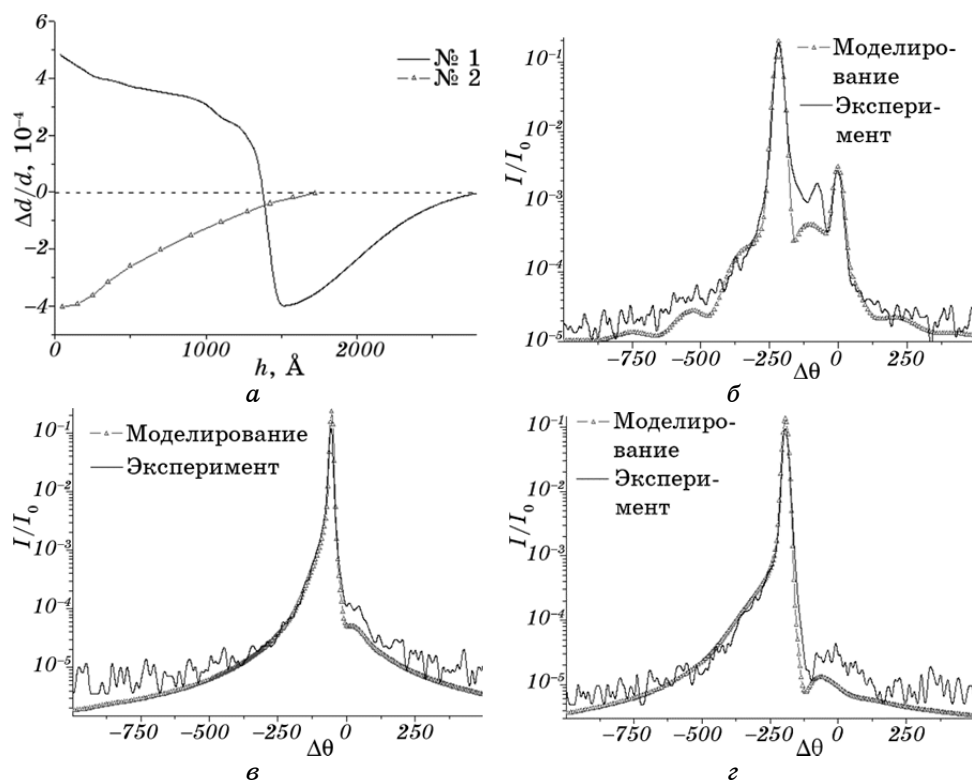 6
4
2
0
−2
−4
Δd/d, 10⁻⁴
№ 1
№ 2
0
1000
2000
h, Å
а
10⁻¹
10⁻²
10⁻³
10⁻⁴
10⁻⁵
I/I₀
Моделиро-
вание
Экспери-
мент
−750
−500
−250
0
250
Δθ
б
10⁻¹
10⁻²
10⁻³
10⁻⁴
10⁻⁵
I/I₀
Моделирование
Эксперимент
−750
−500
−250
0
250
Δθ
в
10⁻¹
10⁻²
10⁻³
10⁻⁴
10⁻⁵
I/I₀
Моделиро-
вание
Экспери-
мент
−750
−500
−250
0
250
Δθ
г